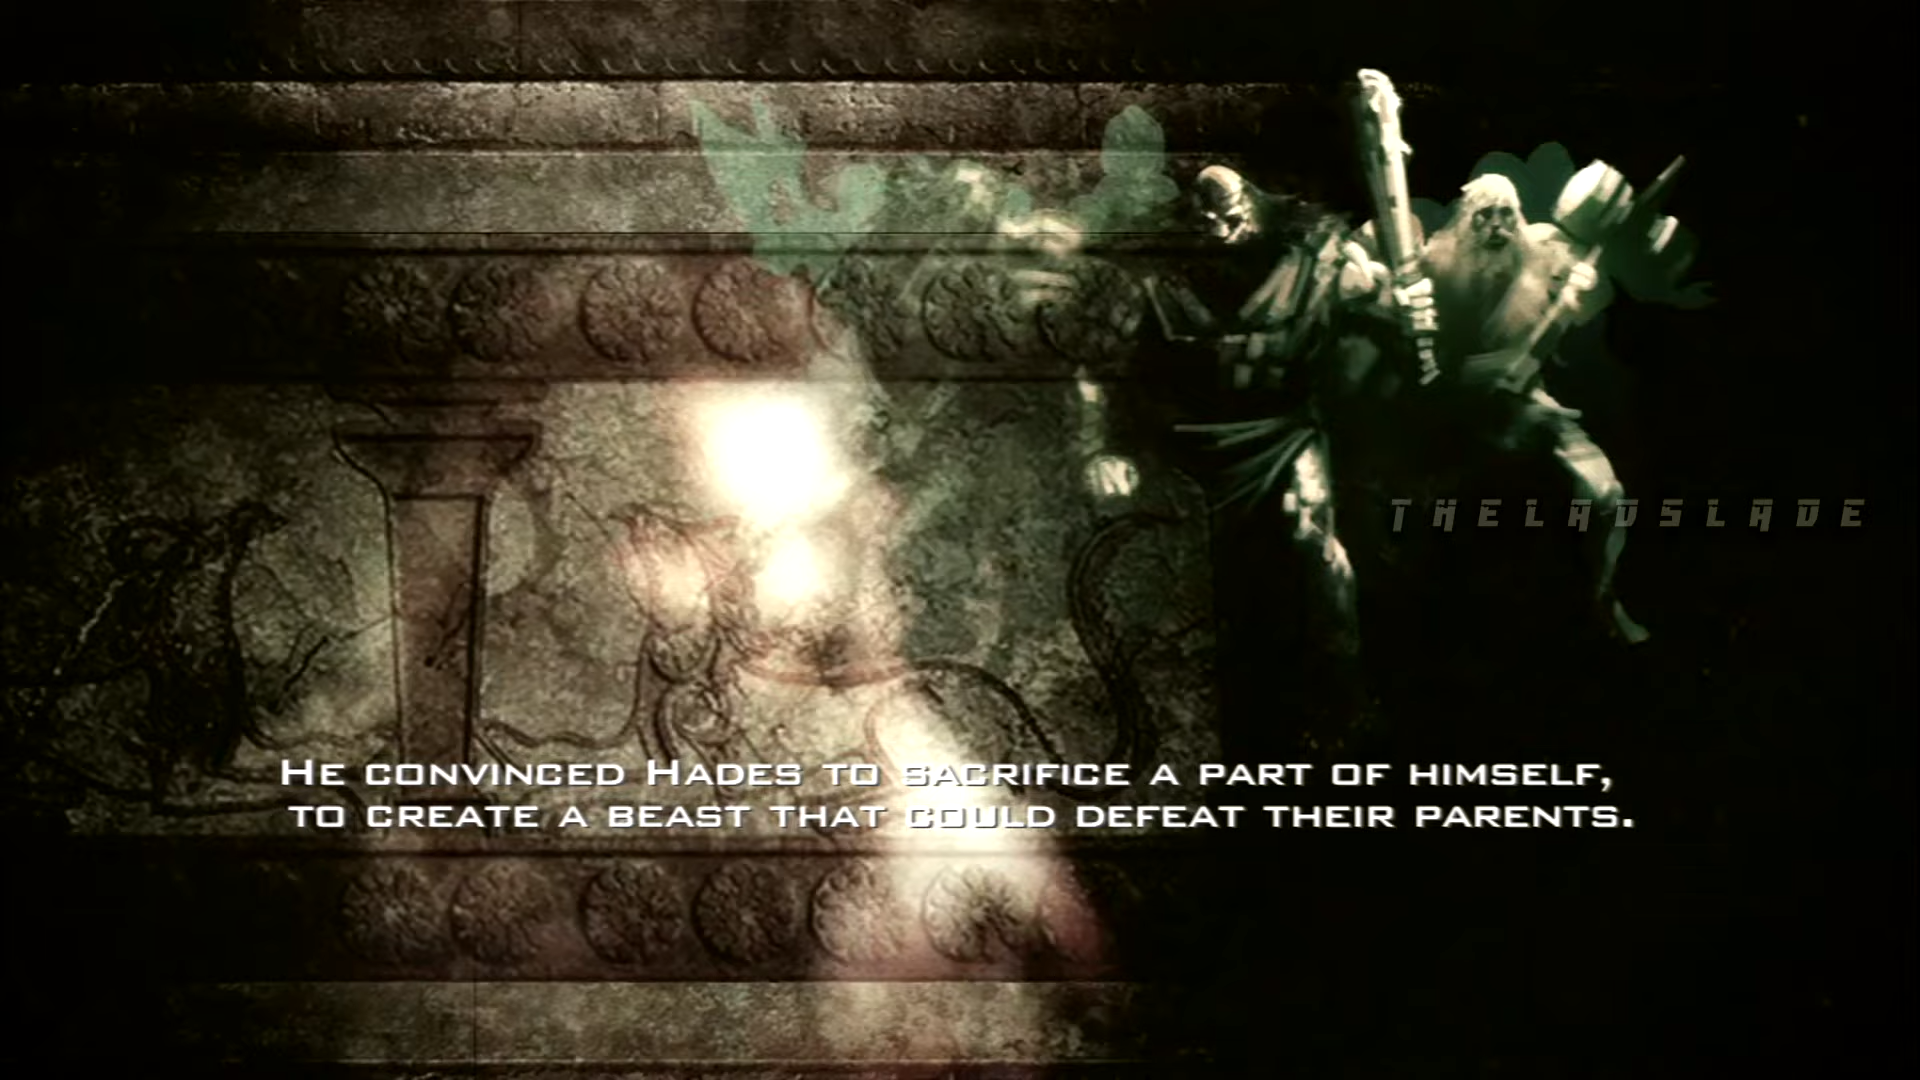 THELADSLADE
He convinced Hades to sacrifice a part of himself,
to create a beast that could defeat their parents.